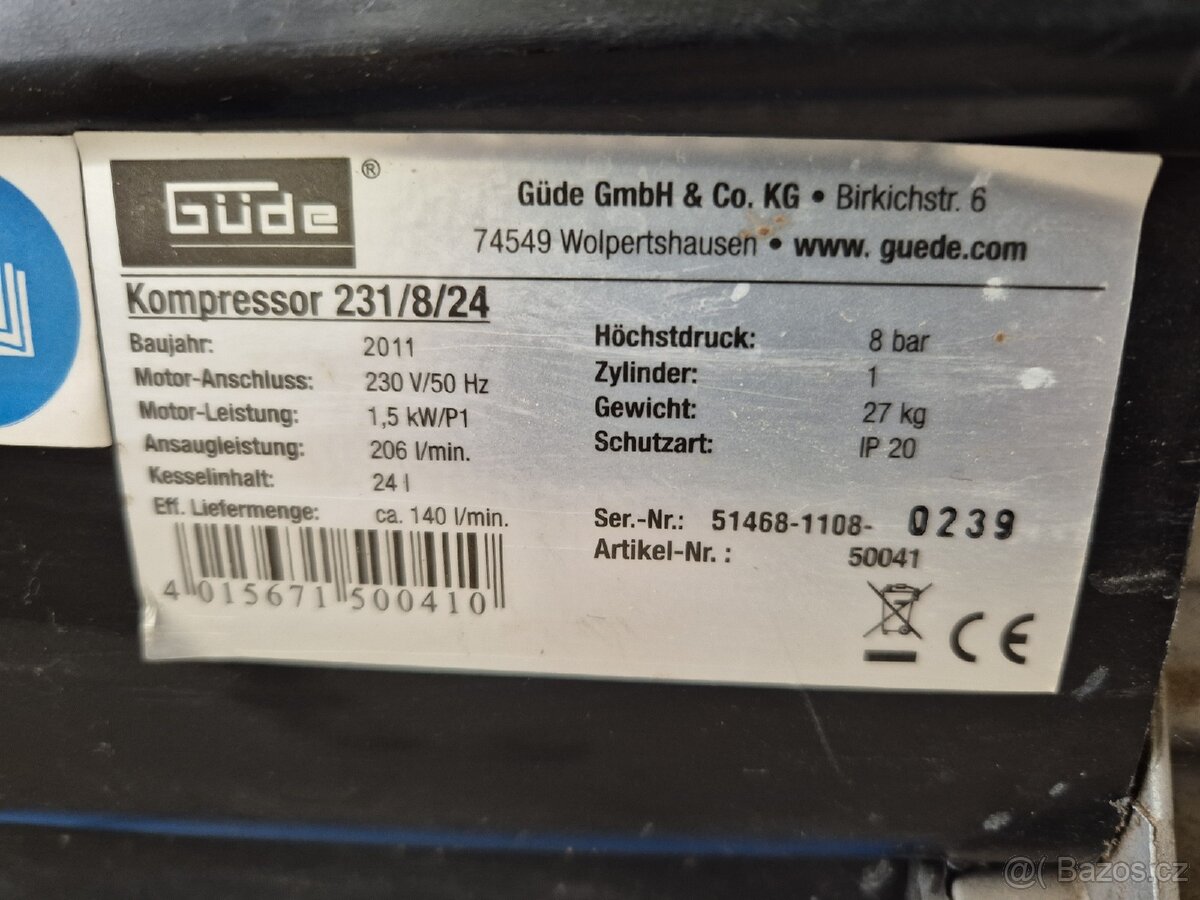 Güde ®
Güde GmbH & Co. KG • Birkichstr. 6
74549 Wolpertshausen • www. guede.com
Kompressor 231/8/24
Baujahr: 2011
Motor-Anschluss: 230 V/50 Hz
Motor-Leistung: 1,5 kW/P1
Ansaugleistung: 206 l/min.
Kesselinhalt: 24 l
Eff. Liefermenge: ca. 140 l/min.
4 015671 500410
Höchstdruck: 8 bar
Zylinder: 1
Gewicht: 27 kg
Schutzart: IP 20
Ser.-Nr.: 51468-1108- 0239
Artikel-Nr.: 50041
CE
@( Bazos.cz